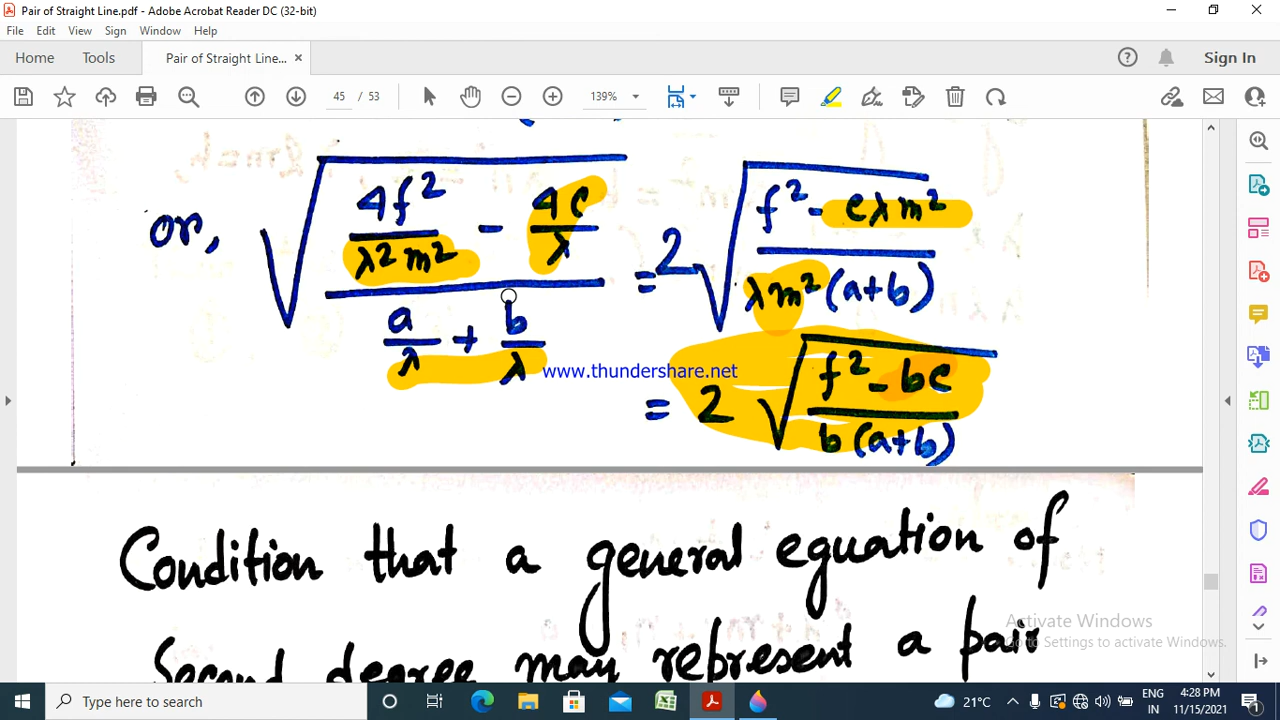 Pair of Straight Line.pdf - Adobe Acrobat Reader DC (32-bit)
File Edit View Sign Window Help
Home Tools Pair of Straight Line... × Sign In
45 / 53 139%
or, √((4f²/λ²m² - 4c/λ)/(a/λ + b/λ)) = 2√((f² - cλm²)/(λm²(a+b)))
www.thundershare.net
= 2√((f² - bc)/(b(a+b)))
Condition that a general equation of
Second degree may represent a pair
Activate Windows
Go to Settings to activate Windows.
Type here to search
21°C ENG IN 4:28 PM 11/15/2021